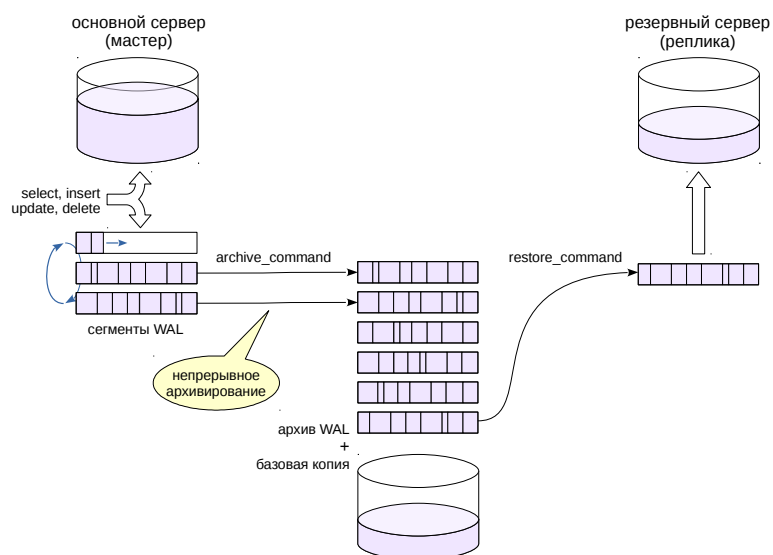 основной сервер
(мастер)
резервный сервер
(реплика)
select, insert
update, delete
archive_command
restore_command
сегменты WAL
непрерывное
архивирование
архив WAL
+
базовая копия